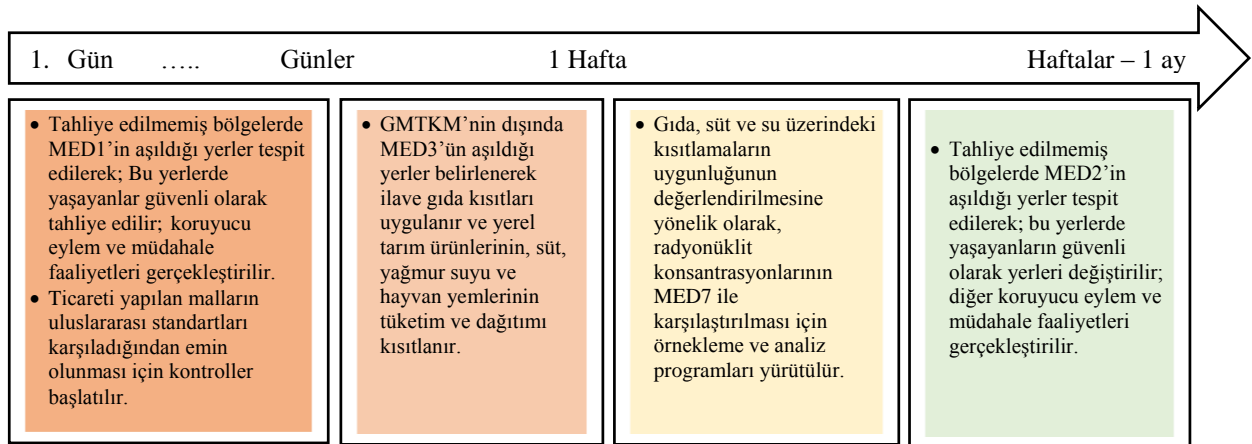 1. Gün ….. Günler 1 Hafta Haftalar – 1 ay
• Tahliye edilmemiş bölgelerde
MED1’in aşıldığı yerler tespit
edilerek; Bu yerlerde
yaşayanlar güvenli olarak
tahliye edilir; koruyucu
eylem ve müdahale
faaliyetleri gerçekleştirilir.
• Ticareti yapılan malların
uluslararası standartları
karşıladığından emin
olunması için kontroller
başlatılır.
• GMTKM’nin dışında
MED3’ün aşıldığı
yerler belirlenerek
ilave gıda kısıtları
uygulanır ve yerel
tarım ürünlerinin, süt,
yağmur suyu ve
hayvan yemlerinin
tüketim ve dağıtımı
kısıtlanır.
• Gıda, süt ve su üzerindeki
kısıtlamaların
uygunluğunun
değerlendirilmesine
yönelik olarak,
radyonüklit
konsantrasyonlarının
MED7 ile
karşılaştırılması için
örnekleme ve analiz
programları yürütülür.
• Tahliye edilmemiş
bölgelerde MED2’in
aşıldığı yerler tespit
edilerek; bu yerlerde
yaşayanların güvenli
olarak yerleri değiştirilir;
diğer koruyucu eylem ve
müdahale faaliyetleri
gerçekleştirilir.